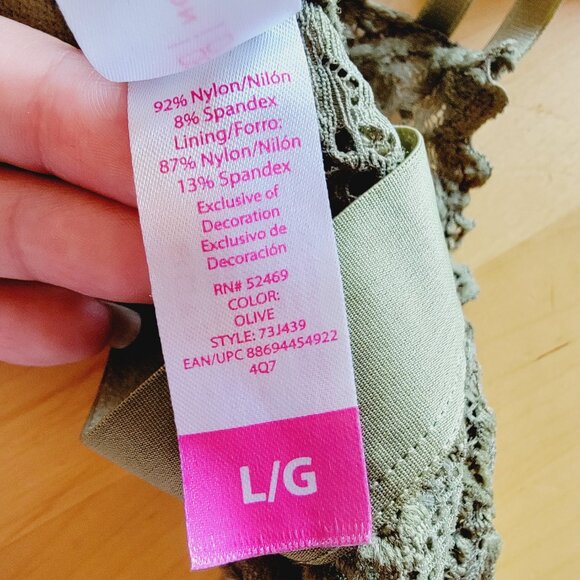 92% Nylon/Nilón
8% Spandex
Lining/Forro:
87% Nylon/Nilón
13% Spandex
Exclusive of
Decoration
Exclusivo de
Decoración
RN# 52469
COLOR:
OLIVE
STYLE: 73J439
EAN/UPC 88694454922
4Q7
L/G